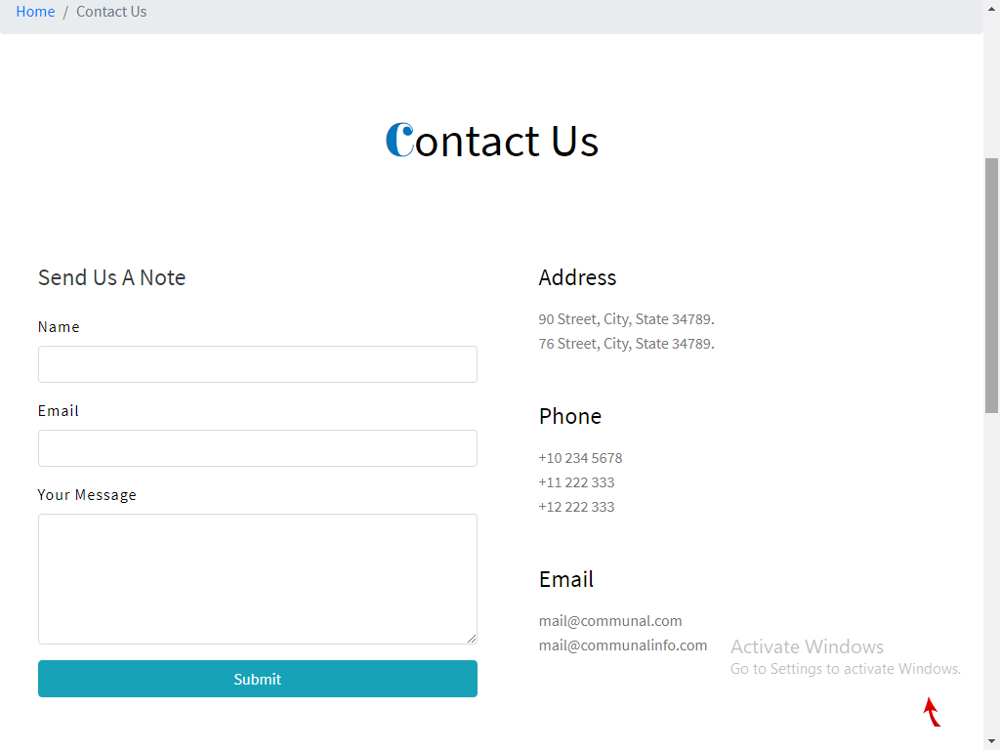 Home / Contact Us
Contact Us
Send Us A Note
Name
Email
Your Message
Submit
Address
90 Street, City, State 34789.
76 Street, City, State 34789.
Phone
+10 234 5678
+11 222 333
+12 222 333
Email
mail@communal.com
mail@communalinfo.com
Activate Windows
Go to Settings to activate Windows.